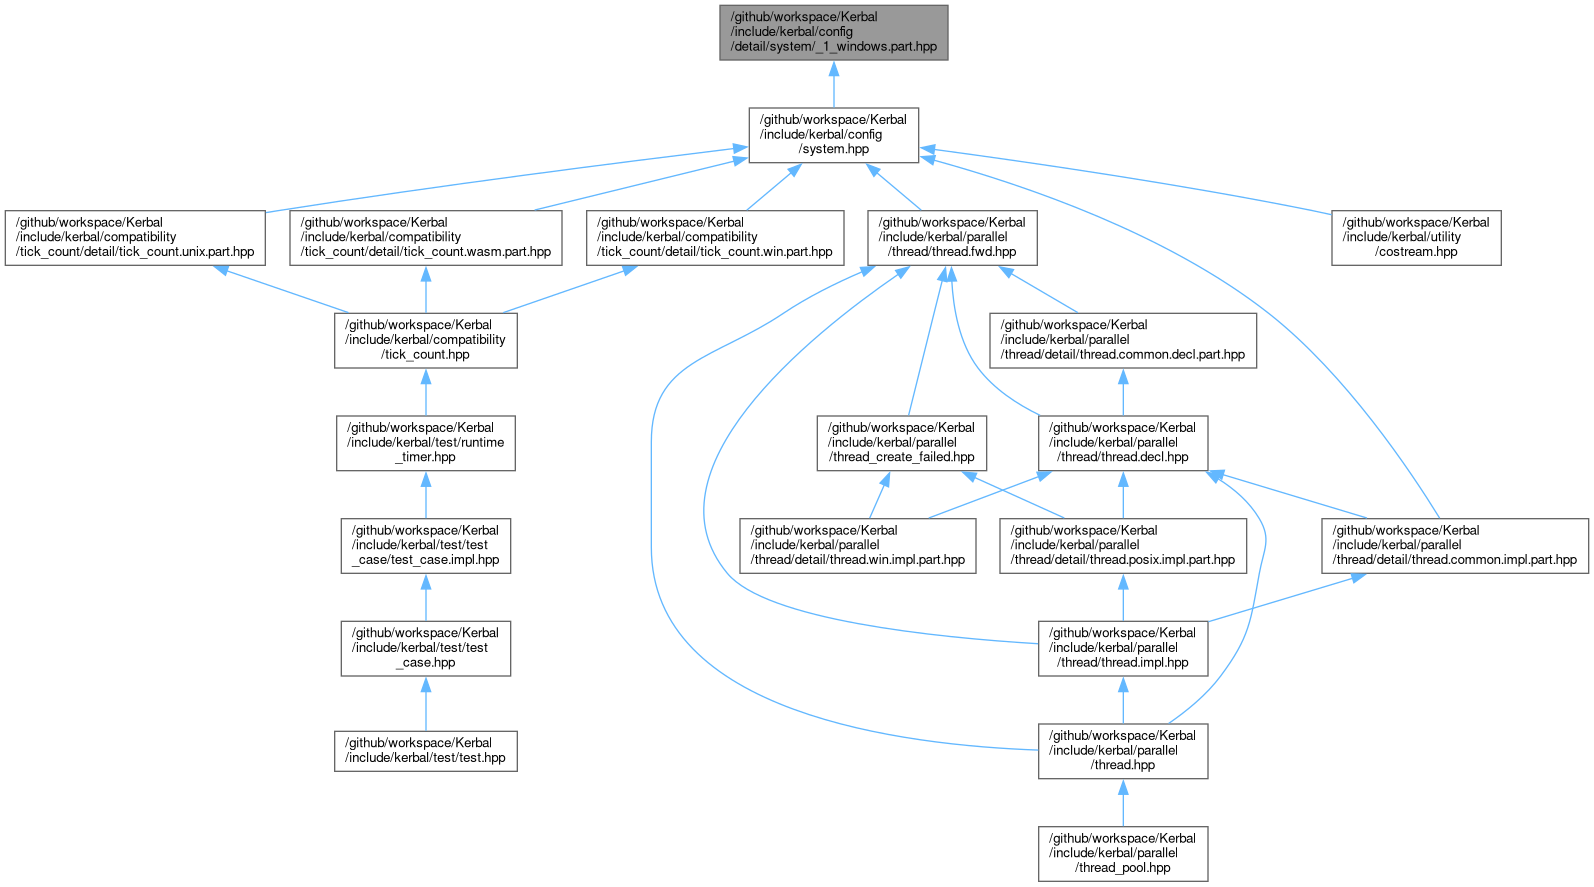 /github/workspace/Kerbal
/include/kerbal/config
/detail/system/_1_windows.part.hpp
/github/workspace/Kerbal
/include/kerbal/config
/system.hpp
/github/workspace/Kerbal
/include/kerbal/compatibility
/tick_count/detail/tick_count.unix.part.hpp
/github/workspace/Kerbal
/include/kerbal/compatibility
/tick_count/detail/tick_count.wasm.part.hpp
/github/workspace/Kerbal
/include/kerbal/compatibility
/tick_count/detail/tick_count.win.part.hpp
/github/workspace/Kerbal
/include/kerbal/parallel
/thread/thread.fwd.hpp
/github/workspace/Kerbal
/include/kerbal/utility
/costream.hpp
/github/workspace/Kerbal
/include/kerbal/compatibility
/tick_count.hpp
/github/workspace/Kerbal
/include/kerbal/parallel
/thread/detail/thread.common.decl.part.hpp
/github/workspace/Kerbal
/include/kerbal/test/runtime
_timer.hpp
/github/workspace/Kerbal
/include/kerbal/parallel
/thread_create_failed.hpp
/github/workspace/Kerbal
/include/kerbal/parallel
/thread/thread.decl.hpp
/github/workspace/Kerbal
/include/kerbal/test/test
_case/test_case.impl.hpp
/github/workspace/Kerbal
/include/kerbal/parallel
/thread/detail/thread.win.impl.part.hpp
/github/workspace/Kerbal
/include/kerbal/parallel
/thread/detail/thread.posix.impl.part.hpp
/github/workspace/Kerbal
/include/kerbal/parallel
/thread/detail/thread.common.impl.part.hpp
/github/workspace/Kerbal
/include/kerbal/test/test
_case.hpp
/github/workspace/Kerbal
/include/kerbal/parallel
/thread/thread.impl.hpp
/github/workspace/Kerbal
/include/kerbal/test/test.hpp
/github/workspace/Kerbal
/include/kerbal/parallel
/thread.hpp
/github/workspace/Kerbal
/include/kerbal/parallel
/thread_pool.hpp